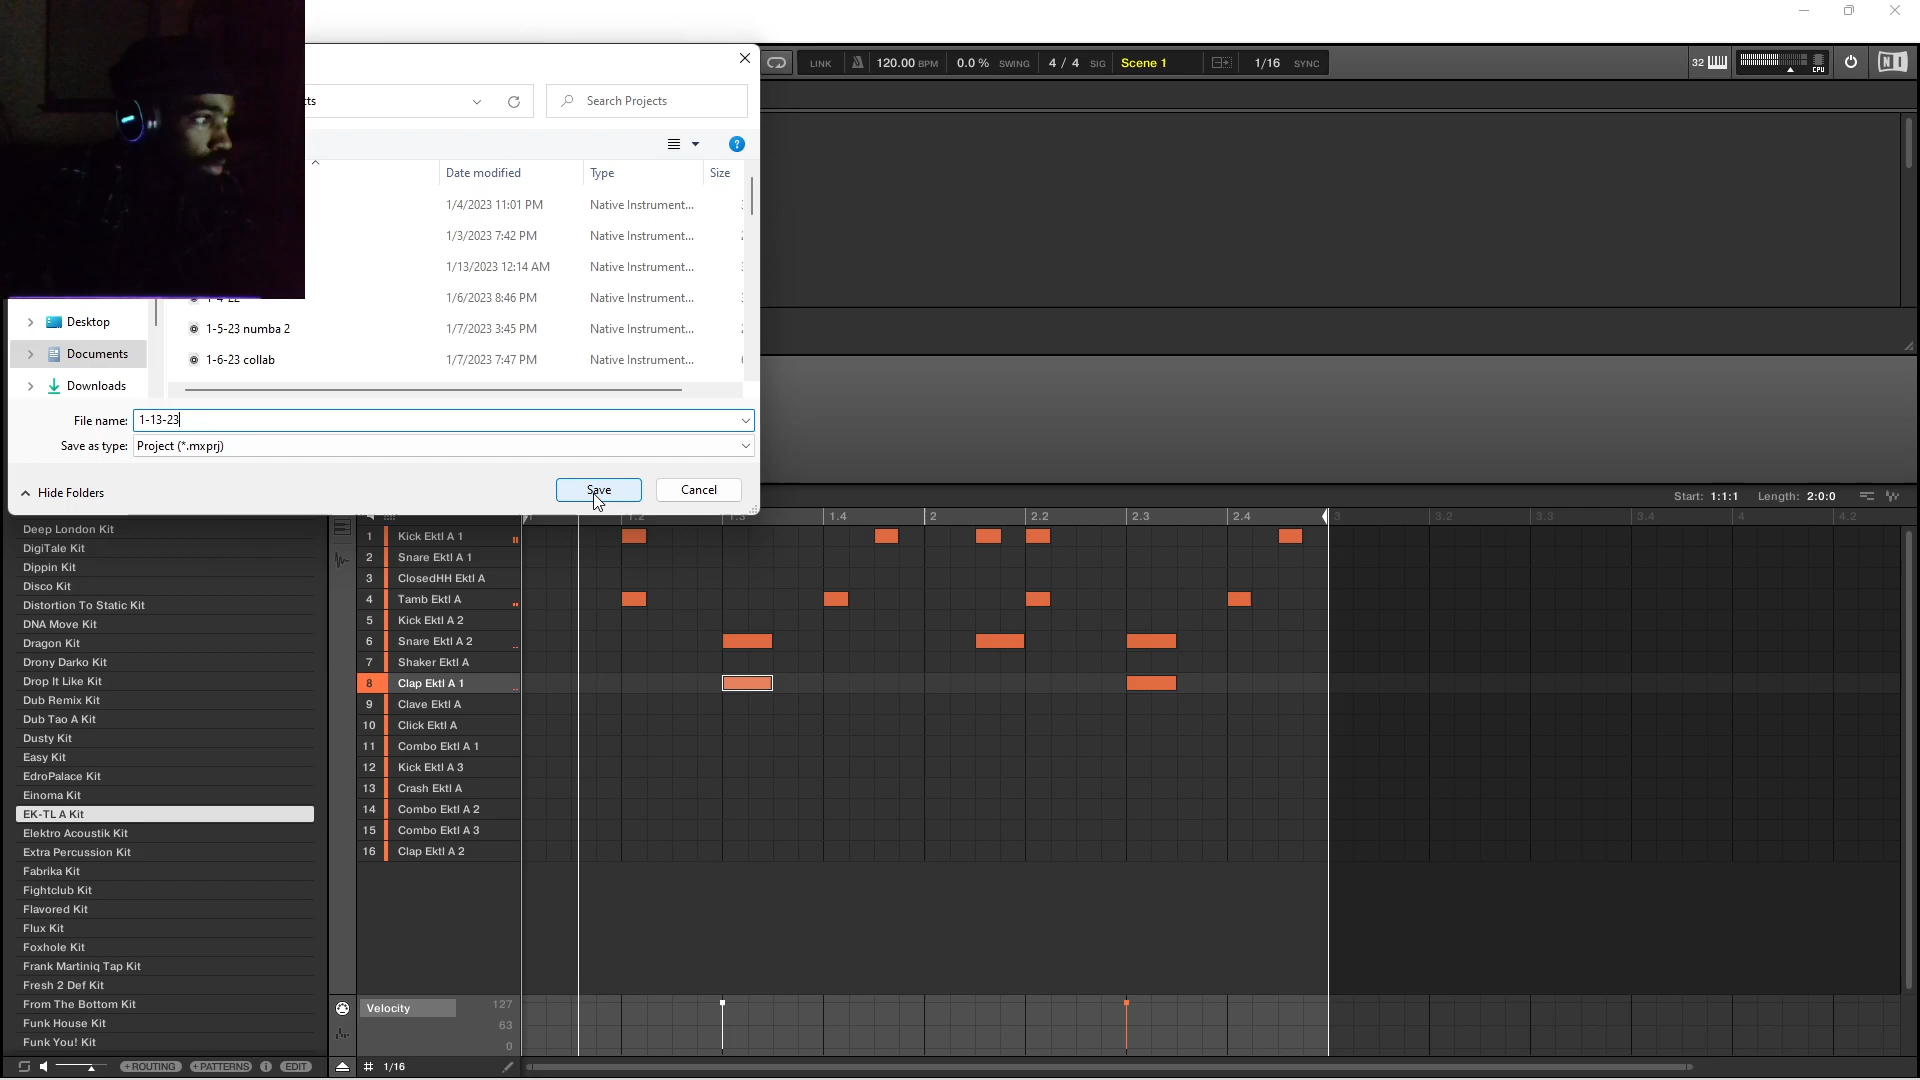 LINK 120.00 BPM 0.0 % SWING 4 / 4 SIG Scene 1 1/16 SYNC
32 CPU
cts
Search Projects
Date modified Type Size
1/4/2023 11:01 PM Native Instrument...
1/3/2023 7:42 PM Native Instrument...
1/13/2023 12:14 AM Native Instrument...
1-4-22 1/6/2023 8:46 PM Native Instrument...
Desktop 1-5-23 numba 2 1/7/2023 3:45 PM Native Instrument...
Documents 1-6-23 collab 1/7/2023 7:47 PM Native Instrument...
Downloads
File name: 1-13-23
Save as type: Project (*.mxprj)
Hide Folders Save Cancel
Start: 1:1:1 Length: 2:0:0
1.2 1.3 1.4 2 2.2 2.3 2.4 3 3.2 3.3 3.4 4 4.2
Deep London Kit
DigiTale Kit
Dippin Kit
Disco Kit
Distortion To Static Kit
DNA Move Kit
Dragon Kit
Drony Darko Kit
Drop It Like Kit
Dub Remix Kit
Dub Tao A Kit
Dusty Kit
Easy Kit
EdroPalace Kit
Einoma Kit
EK-TL A Kit
Elektro Acoustik Kit
Extra Percussion Kit
Fabrika Kit
Fightclub Kit
Flavored Kit
Flux Kit
Foxhole Kit
Frank Martiniq Tap Kit
Fresh 2 Def Kit
From The Bottom Kit
Funk House Kit
Funk You! Kit
1 Kick Ektl A 1
2 Snare Ektl A 1
3 ClosedHH Ektl A
4 Tamb Ektl A
5 Kick Ektl A 2
6 Snare Ektl A 2
7 Shaker Ektl A
8 Clap Ektl A 1
9 Clave Ektl A
10 Click Ektl A
11 Combo Ektl A 1
12 Kick Ektl A 3
13 Crash Ektl A
14 Combo Ektl A 2
15 Combo Ektl A 3
16 Clap Ektl A 2
Velocity 127
63
0
+ROUTING +PATTERNS i EDIT 1/16